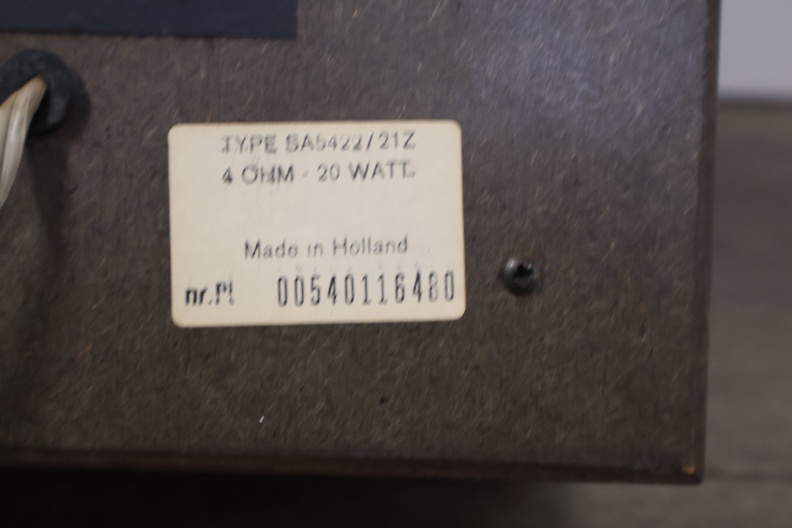 TYPE SA5422/21Z
4 OHM - 20 WATT.
Made in Holland
nr. 00540116480